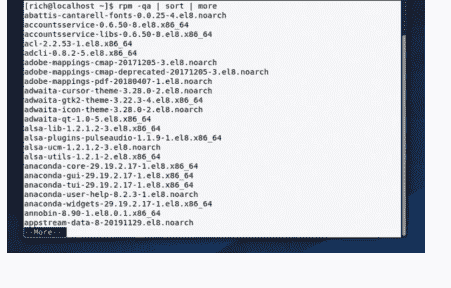 [rich@localhost ~]$ rpm -qa | sort | more
abattis-cantarell-fonts-0.0.25-4.el8.noarch
accountsservice-0.6.50-8.el8.x86_64
accountsservice-libs-0.6.50-8.el8.x86_64
acl-2.2.53-1.el8.x86_64
adcli-0.8.2-5.el8.x86_64
adobe-mappings-cmap-20171205-3.el8.noarch
adobe-mappings-cmap-deprecated-20171205-3.el8.noarch
adobe-mappings-pdf-20180407-1.el8.noarch
adwaita-cursor-theme-3.28.0-2.el8.noarch
adwaita-gtk2-theme-3.22.3-4.el8.x86_64
adwaita-icon-theme-3.28.0-2.el8.noarch
adwaita-qt-1.0-5.el8.x86_64
alsa-lib-1.2.1.2-3.el8.x86_64
alsa-plugins-pulseaudio-1.1.9-1.el8.x86_64
alsa-ucm-1.2.1.2-3.el8.noarch
alsa-utils-1.2.1-2.el8.x86_64
anaconda-core-29.19.2.17-1.el8.x86_64
anaconda-gui-29.19.2.17-1.el8.x86_64
anaconda-tui-29.19.2.17-1.el8.x86_64
anaconda-user-help-8.2.3-1.el8.noarch
anaconda-widgets-29.19.2.17-1.el8.x86_64
annobin-8.90-1.el8.0.1.x86_64
appstream-data-8-20191129.el8.noarch
--More--